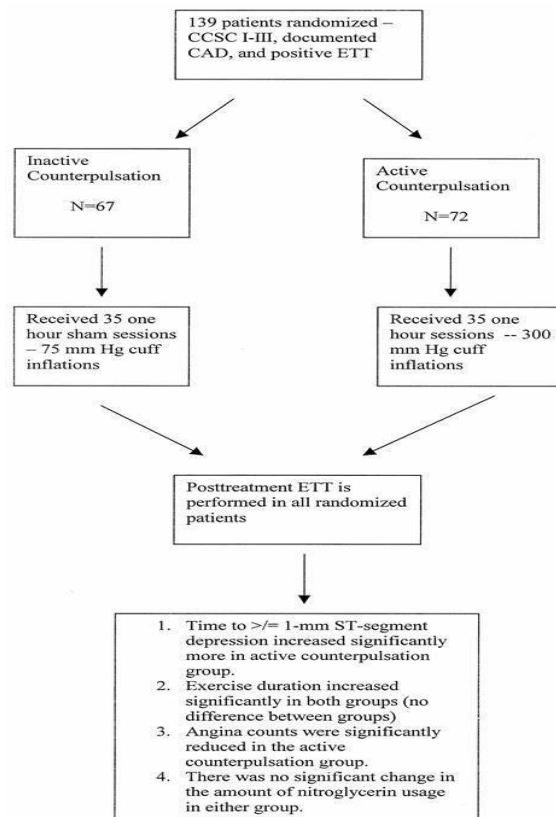 139 patients randomized –
CCSC I-III, documented
CAD, and positive ETT
Inactive
Counterpulsation
N=67
Active
Counterpulsation
N=72
Received 35 one
hour sham sessions
– 75 mm Hg cuff
inflations
Received 35 one
hour sessions -- 300
mm Hg cuff
inflations
Posttreatment ETT is
performed in all randomized
patients
1. Time to >/= 1-mm ST-segment
depression increased significantly
more in active counterpulsation
group.
2. Exercise duration increased
significantly in both groups (no
difference between groups)
3. Angina counts were significantly
reduced in the active
counterpulsation group.
4. There was no significant change in
the amount of nitroglycerin usage
in either group.